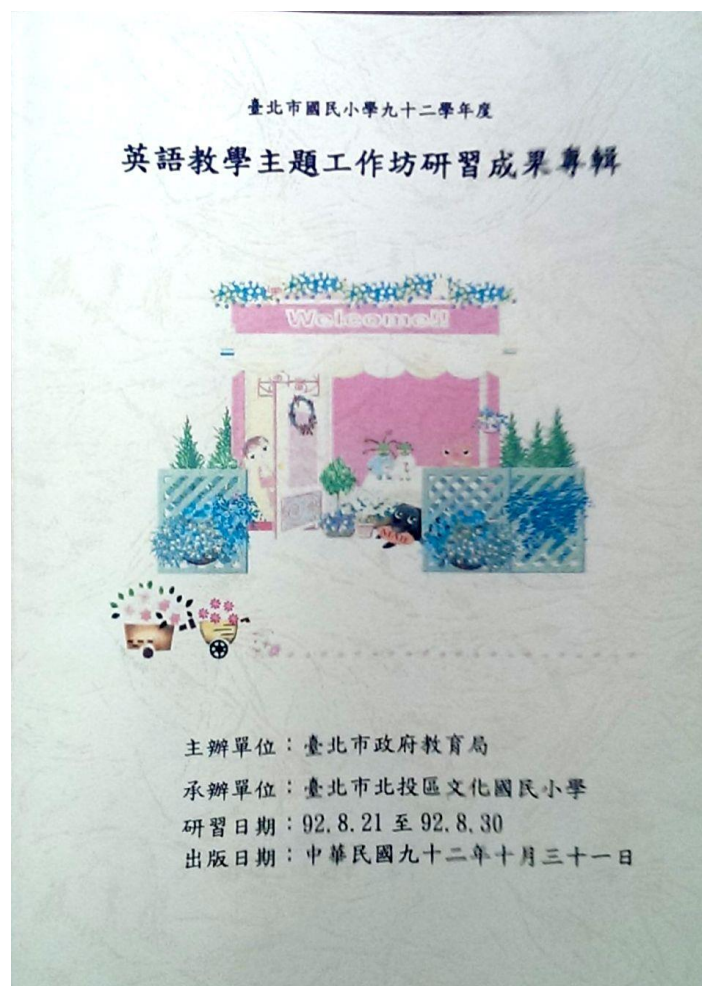 臺北市國民小學九十二學年度
英語教學主題工作坊研習成果專輯
Welcome!!
主辦單位：臺北市政府教育局
承辦單位：臺北市北投區文化國民小學
研習日期：92.8.21 至 92.8.30
出版日期：中華民國九十二年十月三十一日